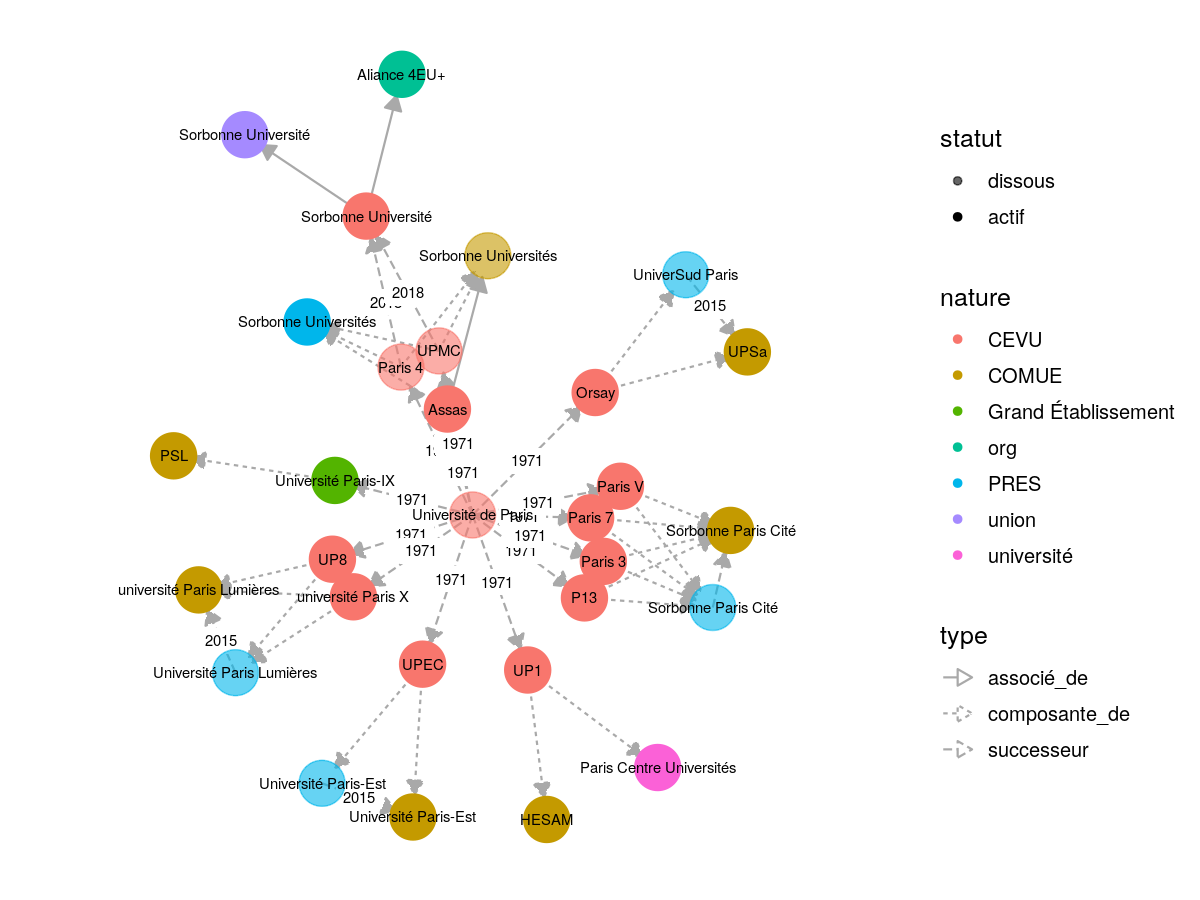 Aliance 4EU+
Sorbonne Université
Sorbonne Université
Sorbonne Universités
UniverSud Paris
2018
2015
Sorbonne Universités
UPMC
UPSa
Paris 4
Orsay
Assas
1971
PSL
1971
1971
Université Paris-IX
Paris V
1971
1971
Université de Paris
Paris 7
Sorbonne Paris Cité
1971
1971
1971
1971
UP8
Paris 3
1971
1971
université Paris Lumières
université Paris X
P13
Sorbonne Paris Cité
2015
Université Paris Lumières
UPEC
UP1
Paris Centre Universités
Université Paris-Est
2015
Université Paris-Est
HESAM
statut
dissous
actif
nature
CEVU
COMUE
Grand Établissement
org
PRES
union
université
type
associé_de
composante_de
successeur